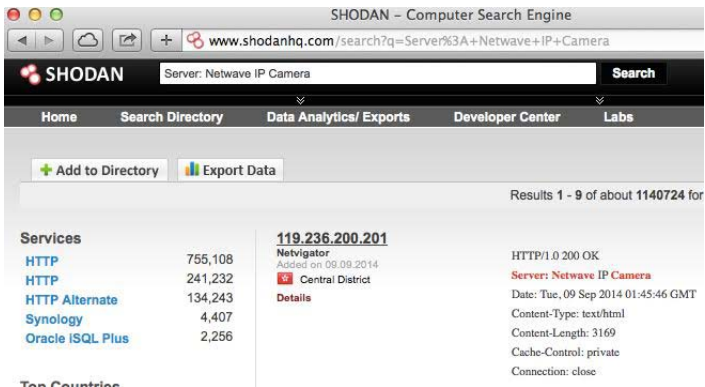 SHODAN – Computer Search Engine
www.shodanhq.com/search?q=Server%3A+Netwave+IP+Camera
SHODAN Server: Netwave IP Camera Search
Home Search Directory Data Analytics/ Exports Developer Center Labs
Add to Directory Export Data
Results 1 - 9 of about 1140724 for
Services
HTTP 755,108
HTTP 241,232
HTTP Alternate 134,243
Synology 4,407
Oracle iSQL Plus 2,256
Top Countries
119.236.200.201
Netvigator
Added on 09.09.2014
Central District
Details
HTTP/1.0 200 OK
Server: Netwave IP Camera
Date: Tue, 09 Sep 2014 01:45:46 GMT
Content-Type: text/html
Content-Length: 3169
Cache-Control: private
Connection: close